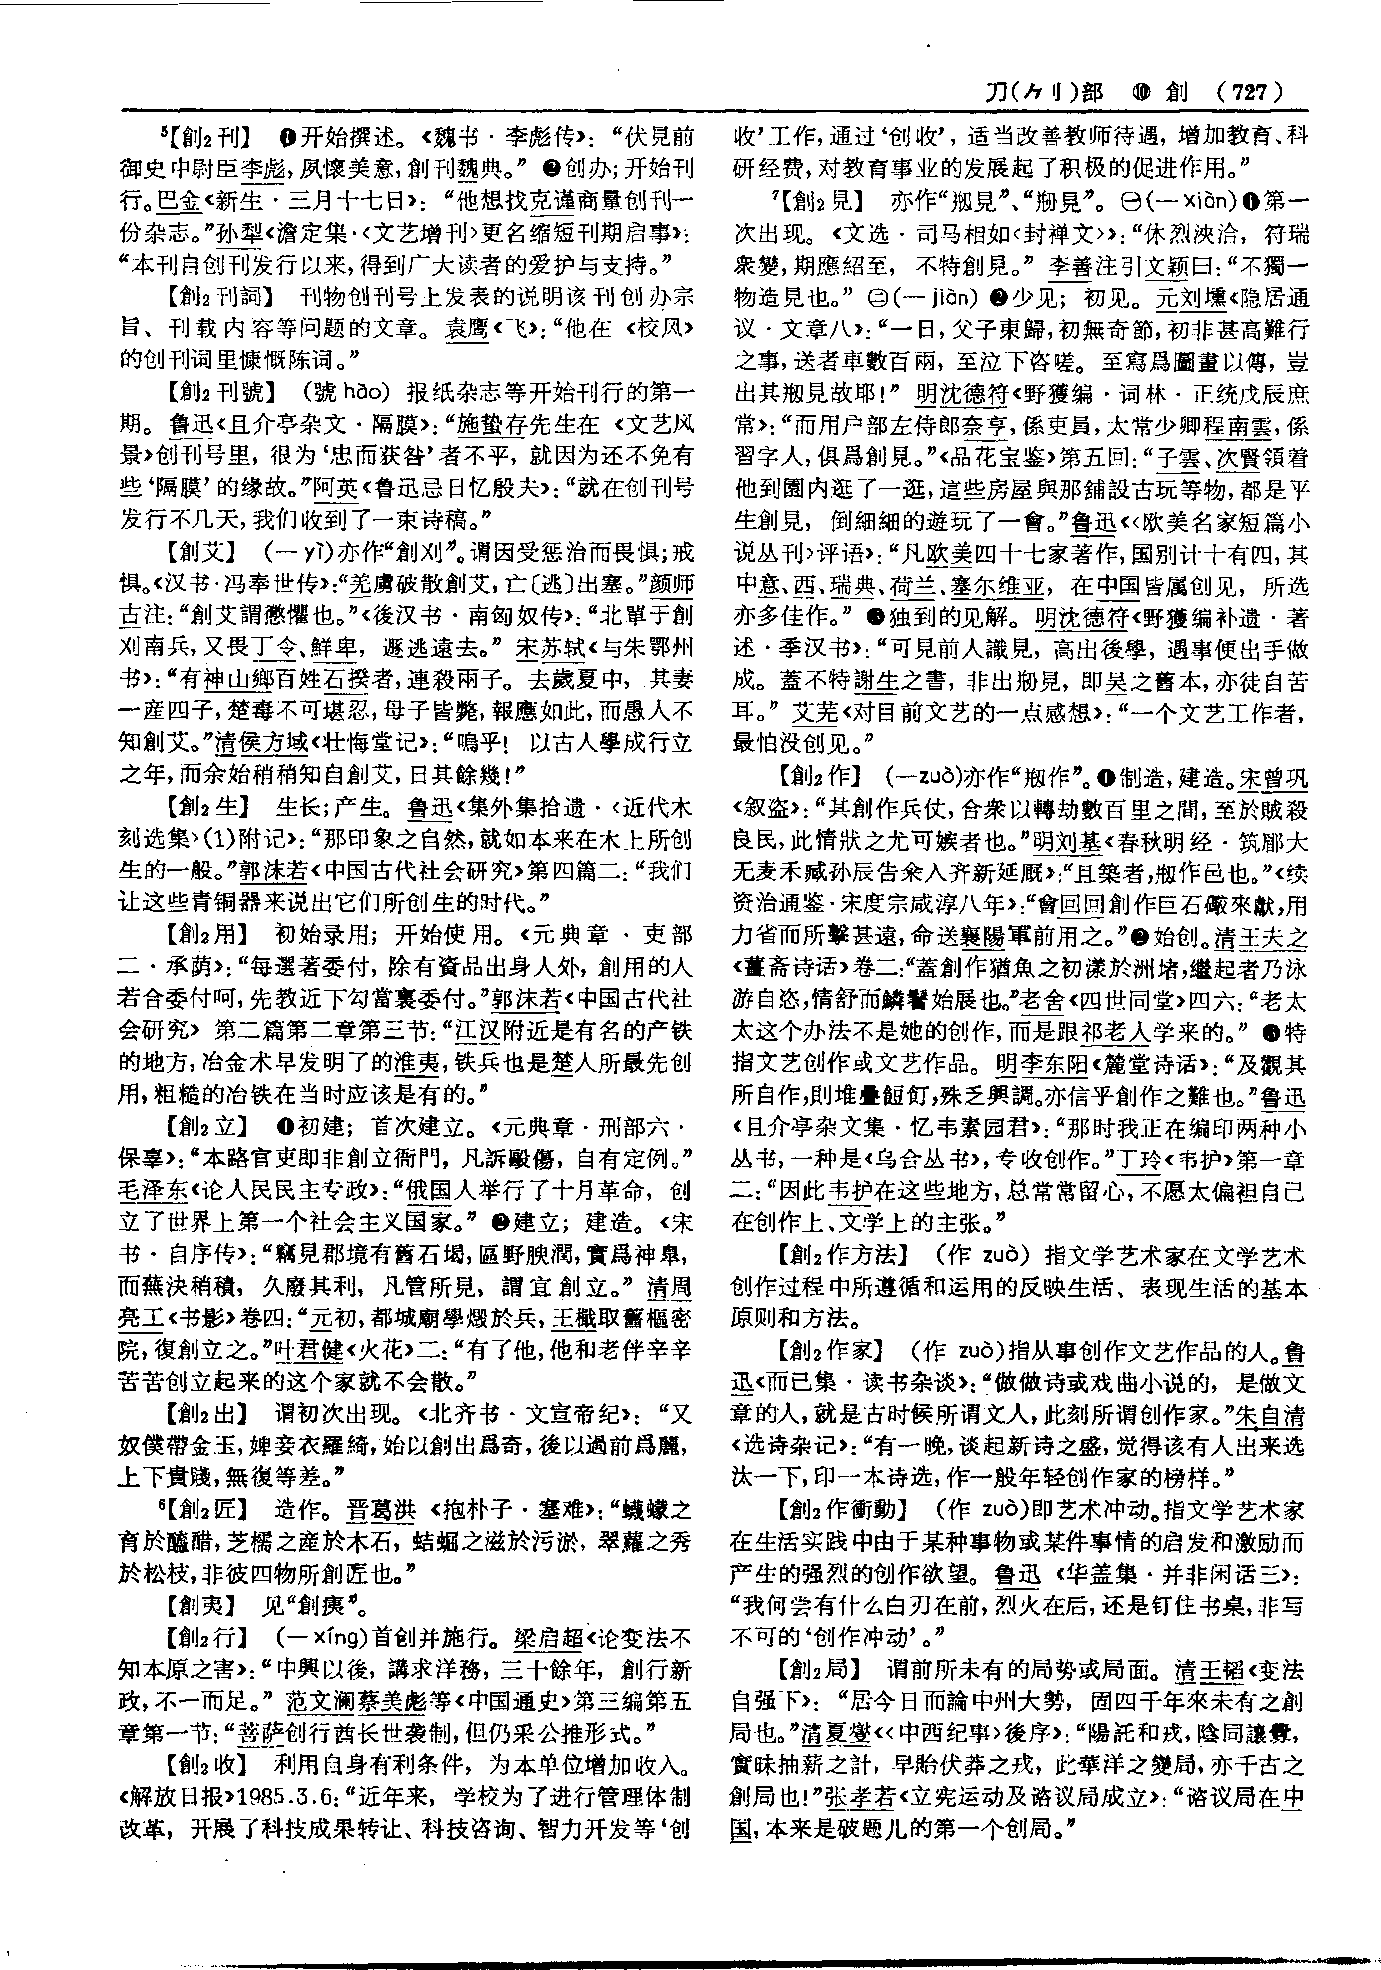 刀(⺈刂)部　⑩　創　(727)
⁵【創₂刊】　❶开始撰述。《魏书·李彪传》：“伏見前
御史中尉臣李彪，夙懷美意，創刊魏典。”❷创办；开始刊
行。巴金《新生·三月十七日》：“他想找克谨商量创刊一
份杂志。”孙犁《澹定集·〈文艺增刊〉更名缩短刊期启事》：
“本刊自创刊发行以来，得到广大读者的爱护与支持。”
【創₂刊詞】　刊物创刊号上发表的说明该刊创办宗
旨、刊载内容等问题的文章。袁鹰《飞》：“他在《校风》
的创刊词里慷慨陈词。”
【創₂刊號】　（號hào）报纸杂志等开始刊行的第一
期。鲁迅《且介亭杂文·隔膜》：“施蛰存先生在《文艺风
景》创刊号里，很为‘忠而获咎’者不平，就因为还不免有
些‘隔膜’的缘故。”阿英《鲁迅忌日忆殷夫》：“就在创刊号
发行不几天，我们收到了一束诗稿。”
【創艾】　（一yì）亦作“創刈”。谓因受惩治而畏惧；戒
惧。《汉书·冯奉世传》：“羌虜破散創艾，亡〔逃〕出塞。”颜师
古注：“創艾謂懲懼也。”《後汉书·南匈奴传》：“北單于創
刈南兵，又畏丁令、鮮卑，遯逃遠去。”宋苏轼《与朱鄂州
书》：“有神山鄉百姓石揆者，連殺兩子。去歲夏中，其妻
一産四子，楚毒不可堪忍，母子皆斃，報應如此，而愚人不
知創艾。”清侯方域《壮悔堂记》：“嗚乎！以古人學成行立
之年，而余始稍稍知自創艾，日其餘幾！”
【創₂生】　生长；产生。鲁迅《集外集拾遗·〈近代木
刻选集〉(1)附记》：“那印象之自然，就如本来在木上所创
生的一般。”郭沫若《中国古代社会研究》第四篇二：“我们
让这些青铜器来说出它们所创生的时代。”
【創₂用】　初始录用；开始使用。《元典章·吏部
二·承荫》：“每選著委付，除有資品出身人外，創用的人
若合委付呵，先教近下勾當裏委付。”郭沫若《中国古代社
会研究》第二篇第二章第三节：“江汉附近是有名的产铁
的地方，冶金术早发明了的淮夷，铁兵也是楚人所最先创
用，粗糙的冶铁在当时应该是有的。”
【創₂立】　❶初建；首次建立。《元典章·刑部六·
保辜》：“本路官吏即非創立衙門，凡訴毆傷，自有定例。”
毛泽东《论人民民主专政》：“俄国人举行了十月革命，创
立了世界上第一个社会主义国家。”❷建立；建造。《宋
书·自序传》：“竊見郡境有舊石堨，區野腴潤，實爲神皋，
而蕪決稍積，久廢其利，凡管所見，謂宜創立。”清周
亮工《书影》卷四：“元初，都城廟學燬於兵，王檝取舊樞密
院，復創立之。”叶君健《火花》二：“有了他，他和老伴辛辛
苦苦创立起来的这个家就不会散。”
【創₂出】　谓初次出现。《北齐书·文宣帝纪》：“又
奴僕帶金玉，婢妾衣羅綺，始以創出爲奇，後以過前爲麗，
上下貴賤，無復等差。”
⁶【創₂匠】　造作。晋葛洪《抱朴子·塞难》：“蠛蠓之
育於醯醋，芝檽之産於木石，蛣𧌑之滋於污淤，翠蘿之秀
於松枝，非彼四物所創匠也。”
【創夷】　见“創痍”。
【創₂行】　（一xíng）首创并施行。梁启超《论变法不
知本原之害》：“中興以後，講求洋務，三十餘年，創行新
政，不一而足。”范文澜蔡美彪等《中国通史》第三编第五
章第一节：“菩萨创行酋长世袭制，但仍采公推形式。”
【創₂收】　利用自身有利条件，为本单位增加收入。
《解放日报》1985.3.6：“近年来，学校为了进行管理体制
改革，开展了科技成果转让、科技咨询、智力开发等‘创
收’工作，通过‘创收’，适当改善教师待遇，增加教育、科
研经费，对教育事业的发展起了积极的促进作用。”
⁷【創₂見】　亦作“剏見”、“剙見”。㊀（一xiàn）❶第一
次出现。《文选·司马相如〈封禅文〉》：“休烈浹洽，符瑞
衆變，期應紹至，不特創見。”李善注引文颖曰：“不獨一
物造見也。”㊁（一jiàn）❷少见；初见。元刘壎《隐居通
议·文章八》：“一日，父子東歸，初無奇節，初非甚高難行
之事，送者車數百兩，至泣下咨嗟。至寫爲圖畫以傳，豈
出其剏見故耶！”明沈德符《野獲编·词林·正统戊辰庶
常》：“而用户部左侍郎奈亨，係吏員，太常少卿程南雲，係
習字人，俱爲創見。”《品花宝鉴》第五回：“子雲、次賢領着
他到園内逛了一逛，這些房屋與那鋪設古玩等物，都是平
生創見，倒細細的遊玩了一會。”鲁迅《〈欧美名家短篇小
说丛刊〉评语》：“凡欧美四十七家著作，国别计十有四，其
中意、西、瑞典、荷兰、塞尔维亚，在中国皆属创见，所选
亦多佳作。”❸独到的见解。明沈德符《野獲编补遗·著
述·季汉书》：“可見前人識見，高出後學，遇事便出手做
成。蓋不特謝生之書，非出剏見，即吴之舊本，亦徒自苦
耳。”艾芜《对目前文艺的一点感想》：“一个文艺工作者，
最怕没创见。”
【創₂作】　（一zuò）亦作“剏作”。❶制造，建造。宋曾巩
《叙盗》：“其創作兵仗，合衆以轉劫數百里之間，至於賊殺
良民，此情狀之尤可嫉者也。”明刘基《春秋明经·筑郿大
无麦禾臧孙辰告籴入齐新延厩》：“且築者，剏作邑也。”《续
资治通鉴·宋度宗咸淳八年》：“會回回創作巨石礮來獻，用
力省而所擊甚遠，命送襄陽軍前用之。”❷始创。清王夫之
《薑斋诗话》卷二：“蓋創作猶魚之初漾於洲堵，繼起者乃泳
游自恣，情舒而鱗鬐始展也。”老舍《四世同堂》四六：“老太
太这个办法不是她的创作，而是跟祁老人学来的。”❸特
指文艺创作或文艺作品。明李东阳《麓堂诗话》：“及觀其
所自作，則堆疊飣餖，殊乏興調。亦信乎創作之難也。”鲁迅
《且介亭杂文集·忆韦素园君》：“那时我正在编印两种小
丛书，一种是《乌合丛书》，专收创作。”丁玲《韦护》第一章
二：“因此韦护在这些地方，总常常留心，不愿太偏袒自己
在创作上、文学上的主张。”
【創₂作方法】　（作 zuò）指文学艺术家在文学艺术
创作过程中所遵循和运用的反映生活、表现生活的基本
原则和方法。
【創₂作家】　（作 zuò）指从事创作文艺作品的人。鲁
迅《而已集·读书杂谈》：“做做诗或戏曲小说的，是做文
章的人，就是古时候所谓文人，此刻所谓创作家。”朱自清
《选诗杂记》：“有一晚，谈起新诗之盛，觉得该有人出来选
汰一下，印一本诗选，作一般年轻创作家的榜样。”
【創₂作衝動】　（作 zuò）即艺术冲动。指文学艺术家
在生活实践中由于某种事物或某件事情的启发和激励而
产生的强烈的创作欲望。鲁迅《华盖集·并非闲话三》：
“我何尝有什么白刃在前，烈火在后，还是钉住书桌，非写
不可的‘创作冲动’。”
【創₂局】　谓前所未有的局势或局面。清王韬《变法
自强下》：“居今日而論中州大勢，固四千年來未有之創
局也。”清夏燮《〈中西纪事〉後序》：“陽託和戎，陰同讓釁，
實昧抽薪之計，早貽伏莽之戎，此華洋之變局，亦千古之
創局也！”张孝若《立宪运动及谘议局成立》：“谘议局在中
国，本来是破题儿的第一个创局。”